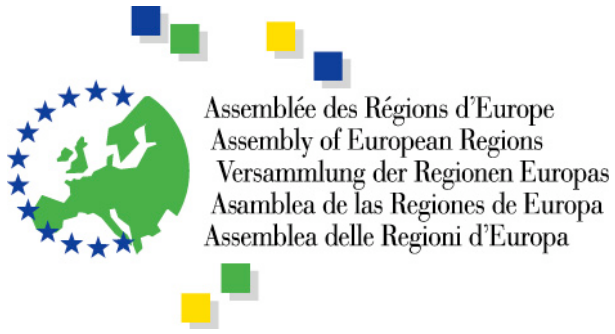 Assemblée des Régions d'Europe
Assembly of European Regions
Versammlung der Regionen Europas
Asamblea de las Regiones de Europa
Assemblea delle Regioni d'Europa